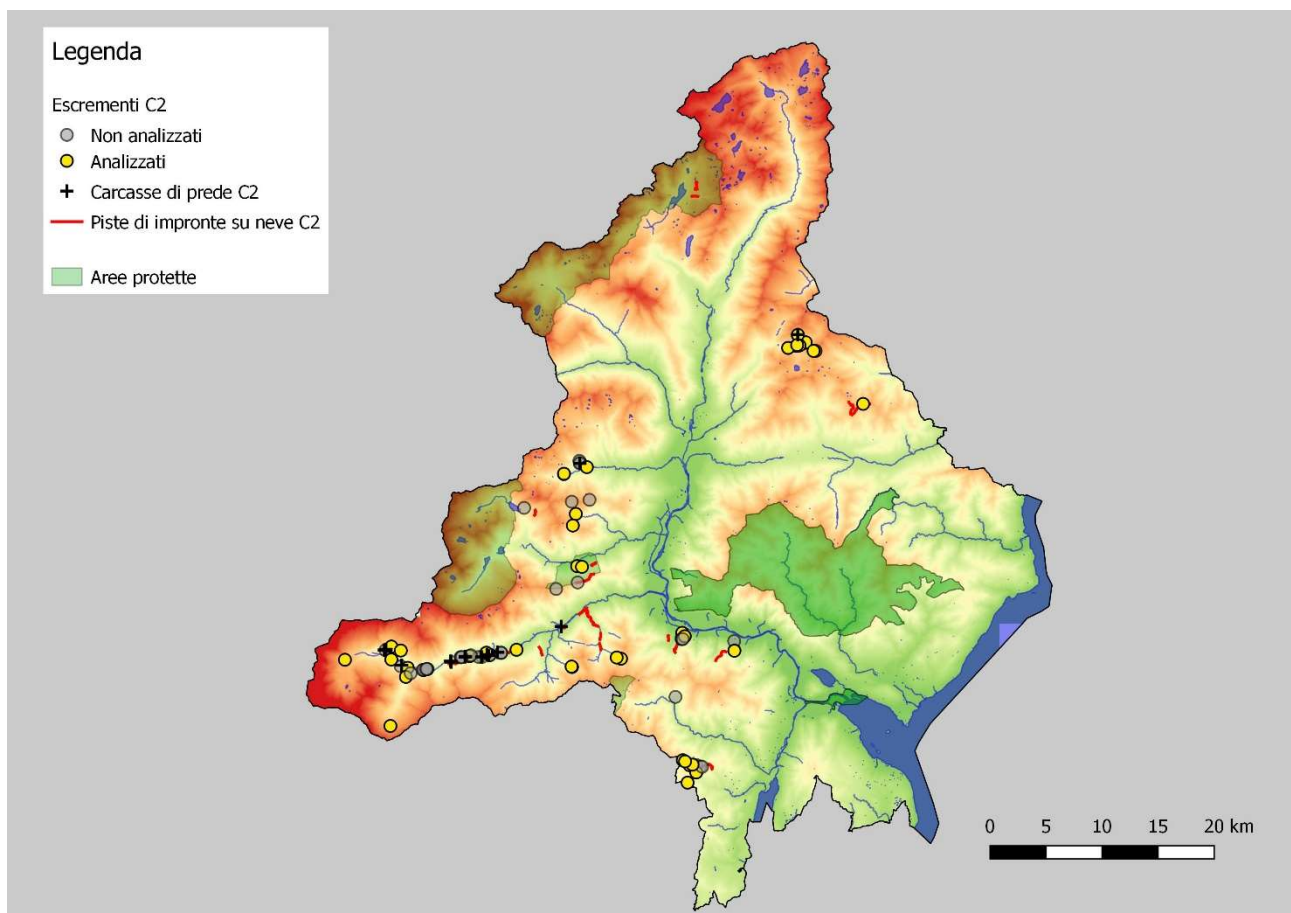 Legenda
Escrementi C2
Non analizzati
Analizzati
Carcasse di prede C2
Piste di impronte su neve C2
Aree protette
0 5 10 15 20 km